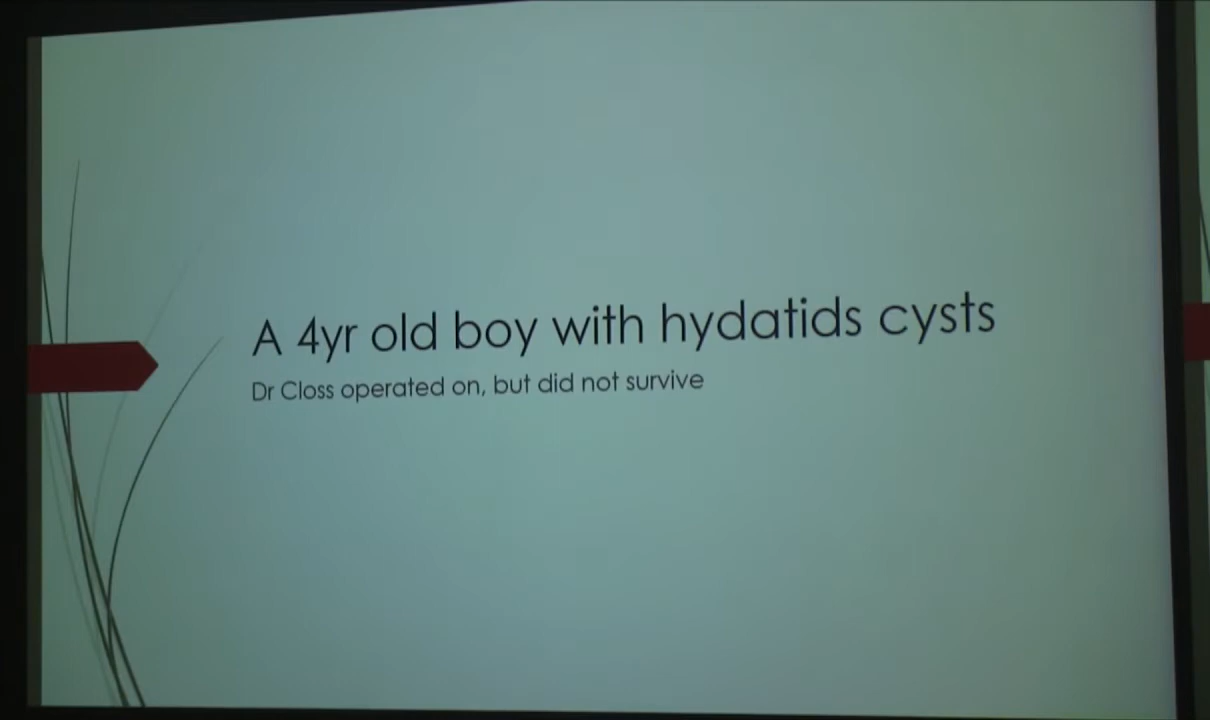 A 4yr old boy with hydatids cysts
Dr Closs operated on, but did not survive